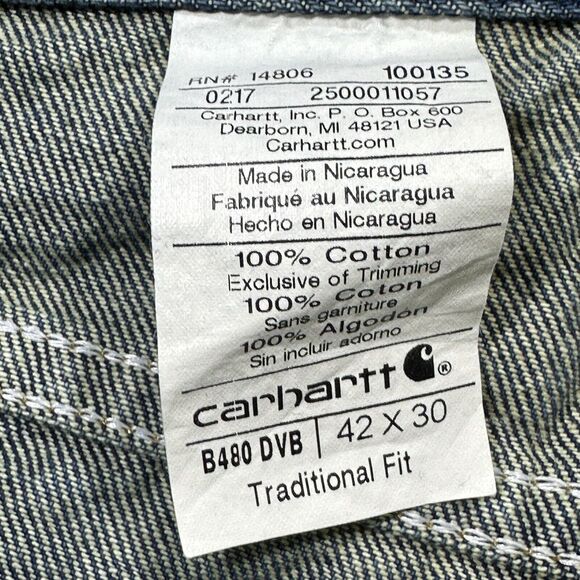 RN# 14806 100135
0217 2500011057
Carhartt, Inc. P. O. Box 600
Dearborn, MI 48121 USA
Carhartt.com
Made in Nicaragua
Fabriqué au Nicaragua
Hecho en Nicaragua
100% Cotton
Exclusive of Trimming
100% Coton
Sans garniture
100% Algodón
Sin incluir adorno
carhartt ®
B480 DVB | 42 X 30
Traditional Fit